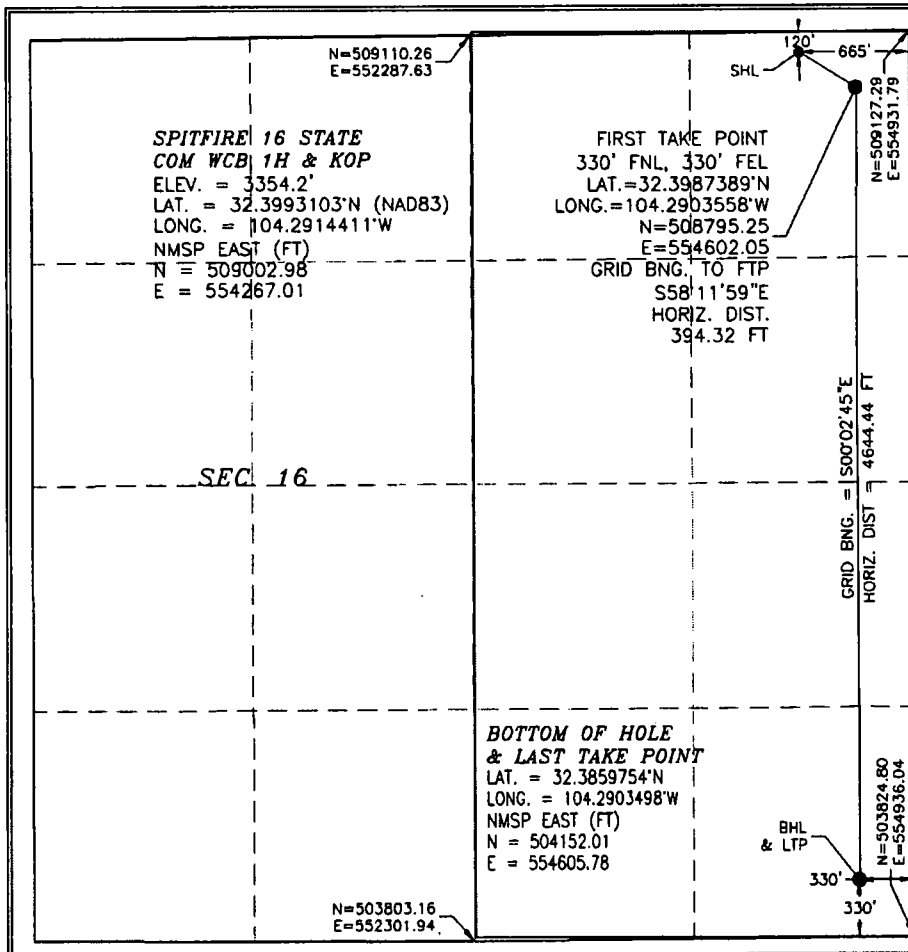 N=509110.26
E=552287.63
120'
665'
SHL
N=509127.29
E=554931.79
SPITFIRE 16 STATE
COM WCB 1H & KOP
ELEV. = 3354.2'
LAT. = 32.3993103°N (NAD83)
LONG. = 104.2914411°W
NMSP EAST (FT)
N = 509002.98
E = 554267.01
FIRST TAKE POINT
330' FNL, 330' FEL
LAT.=32.3987389°N
LONG.=104.2903558°W
N=508795.25
E=554602.05
GRID BNG. TO FTP
S58°11'59"E
HORIZ. DIST.
394.32 FT
GRID BNG. = S00°02'45"E
HORIZ. DIST = 4644.44 FT
SEC. 16
BOTTOM OF HOLE
& LAST TAKE POINT
LAT. = 32.3859754°N
LONG. = 104.2903498°W
NMSP EAST (FT)
N = 504152.01
E = 554605.78
BHL
& LTP
N=503824.80
E=554936.04
330'
330'
N=503803.16
E=552301.94